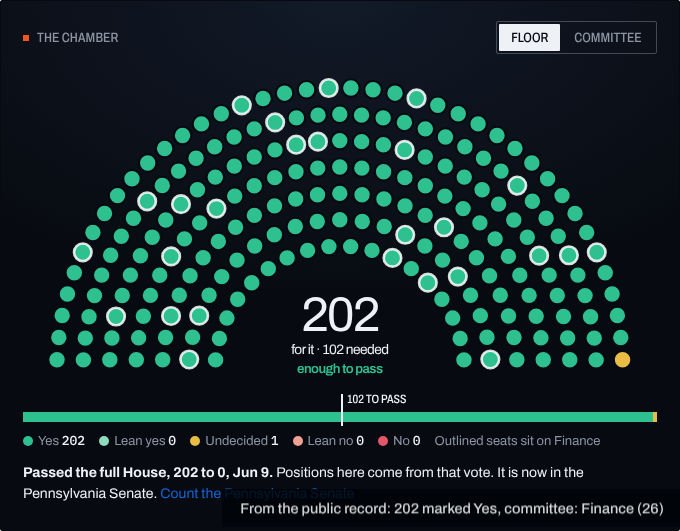 THE CHAMBER
FLOOR COMMITTEE
202
for it · 102 needed
enough to pass
102 TO PASS
Yes 202 Lean yes 0 Undecided 1 Lean no 0 No 0 Outlined seats sit on Finance
Passed the full House, 202 to 0, Jun 9. Positions here come from that vote. It is now in the
Pennsylvania Senate. Count the Pennsylvania Senate
From the public record: 202 marked Yes, committee: Finance (26)